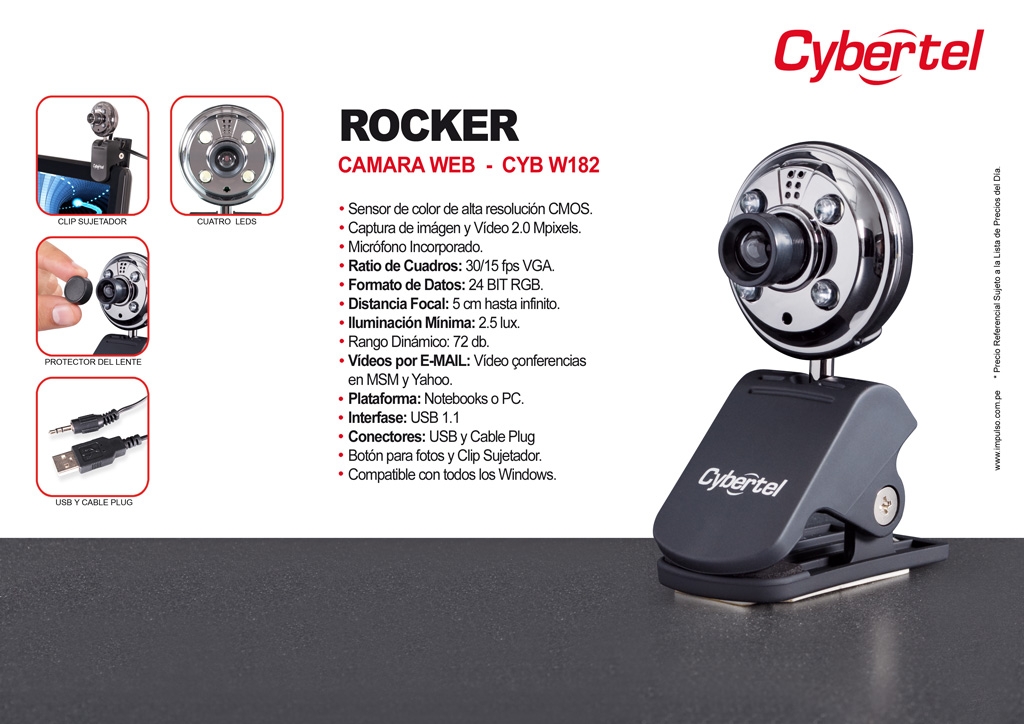 Cybertel
ROCKER
CAMARA WEB - CYB W182
• Sensor de color de alta resolución CMOS.
• Captura de imágen y Vídeo 2.0 Mpixels.
• Micrófono Incorporado.
• Ratio de Cuadros: 30/15 fps VGA.
• Formato de Datos: 24 BIT RGB.
• Distancia Focal: 5 cm hasta infinito.
• Iluminación Mínima: 2.5 lux.
• Rango Dinámico: 72 db.
• Vídeos por E-MAIL: Vídeo çonferencias
en MSM y Yahoo.
• Plataforma: Notebooks o PC.
• Interfase: USB 1.1
• Conectores: USB y Cable Plug
• Botón para fotos y Clip Sujetador.
• Compatible con todos los Windows.
Cybertel
CLIP SUJETADOR
CUATRO LEDS
PROTECTOR DEL LENTE
USB Y CABLE PLUG
Cybertel
www.impulso.com.pe * Precio Referencial Sujeto a la Lista de Precios del Día.